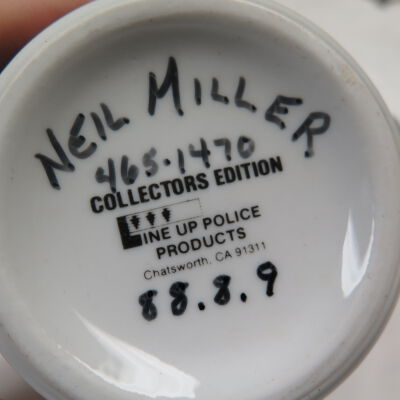 NEIL MILLER
465-1470
COLLECTORS EDITION
LINE UP POLICE
PRODUCTS
Chatsworth, CA 91311
88.8.9